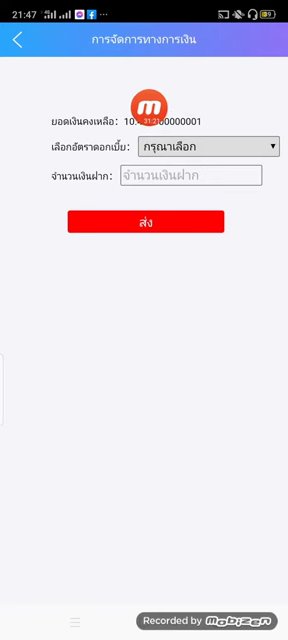 21:47
การจัดการทางการเงิน
31:21
ยอดเงินคงเหลือ: 10.
00000001
เลือกอัตราดอกเบี้ย: กรุณาเลือก
จำนวนเงินฝาก: จำนวนเงินฝาก
ส่ง
Recorded by mobizen